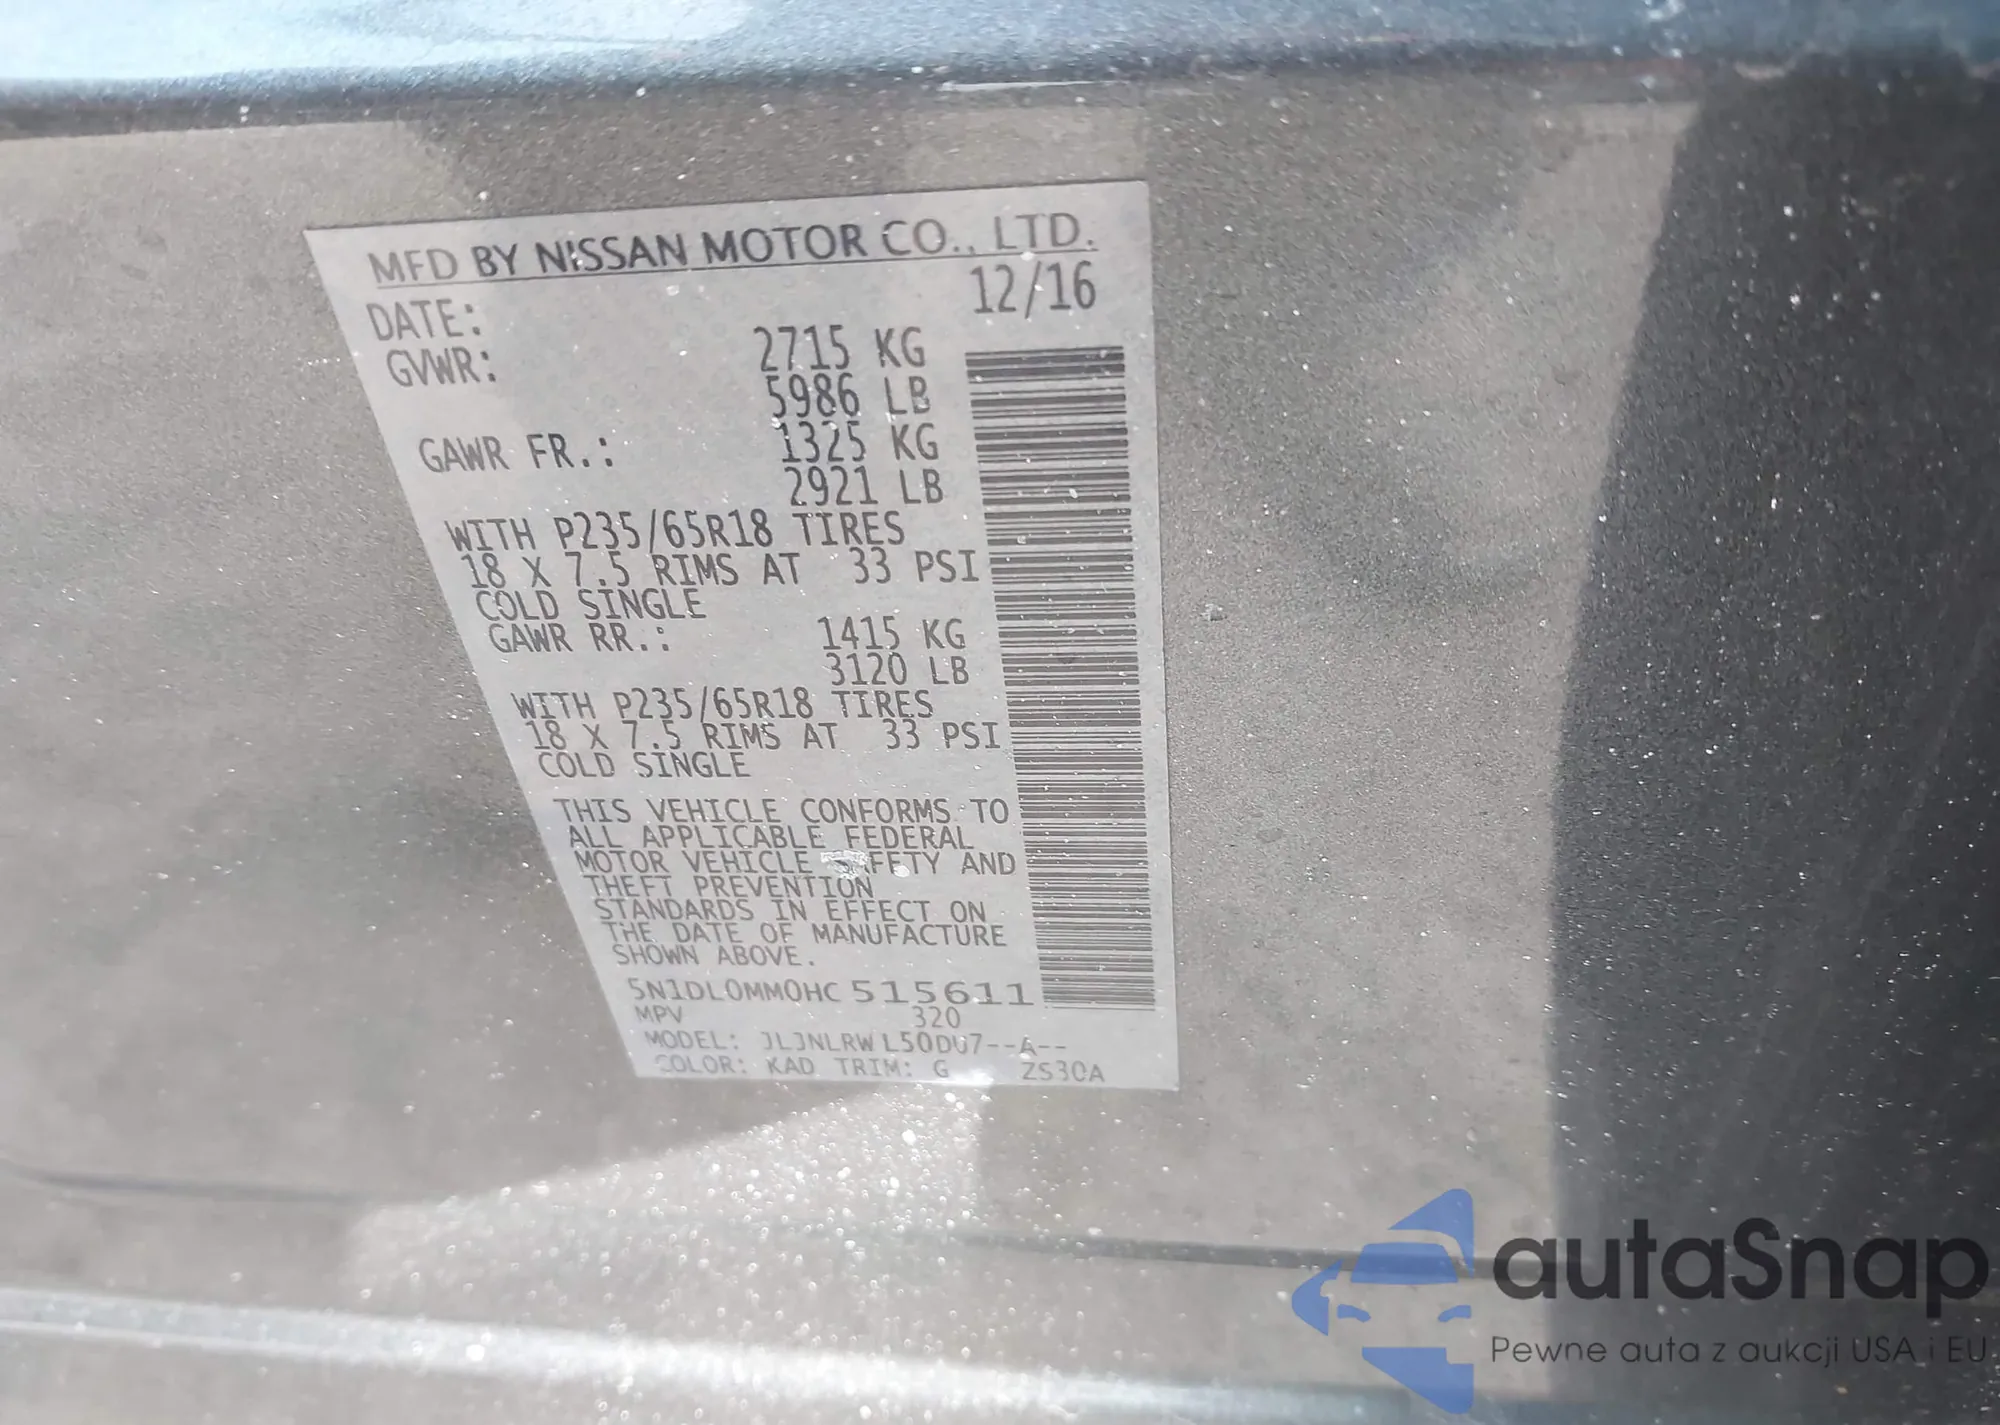 MFD BY NISSAN MOTOR CO., LTD.
DATE: 12/16
GVWR: 2715 KG
5986 LB
GAWR FR.: 1325 KG
2921 LB
WITH P235/65R18 TIRES
18 X 7.5 RIMS AT 33 PSI
COLD SINGLE
GAWR RR.: 1415 KG
3120 LB
WITH P235/65R18 TIRES
18 X 7.5 RIMS AT 33 PSI
COLD SINGLE
THIS VEHICLE CONFORMS TO
ALL APPLICABLE FEDERAL
MOTOR VEHICLE SAFETY AND
THEFT PREVENTION
STANDARDS IN EFFECT ON
THE DATE OF MANUFACTURE
SHOWN ABOVE.
5N1DL0MM0HC 515611
MPV 320
MODEL: JLJNLRW L50DU7--A--
COLOR: KAD TRIM: G ZS30A
autaSnap
Pewne auta z aukcji USA i EU